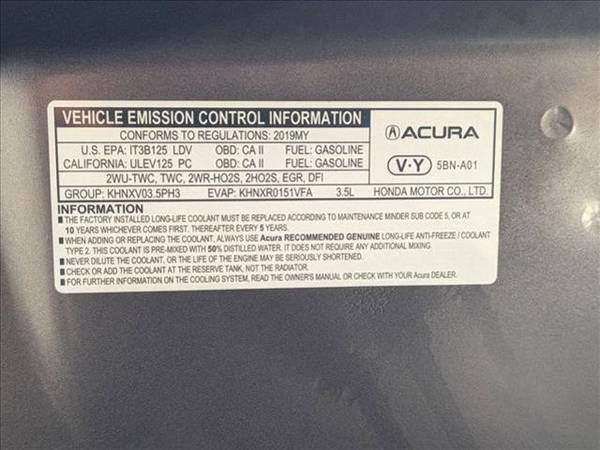 VEHICLE EMISSION CONTROL INFORMATION
CONFORMS TO REGULATIONS: 2019MY
U.S. EPA: IT3B125 LDV OBD: CA II FUEL: GASOLINE
CALIFORNIA: ULEV125 PC OBD: CA II FUEL: GASOLINE
2WU-TWC, TWC, 2WR-HO2S, 2HO2S, EGR, DFI
GROUP: KHNXV03.5PH3 EVAP: KHNXR0151VFA 3.5L
ACURA
V·Y 5BN-A01
HONDA MOTOR CO., LTD.
INFORMATION
■ THE FACTORY INSTALLED LONG-LIFE COOLANT MUST BE REPLACED ACCORDING TO MAINTENANCE MINDER SUB CODE 5, OR AT
10 YEARS WHICHEVER COMES FIRST. THEREAFTER EVERY 5 YEARS.
■ WHEN ADDING OR REPLACING THE COOLANT, ALWAYS USE Acura RECOMMENDED GENUINE LONG-LIFE ANTI-FREEZE / COOLANT
TYPE 2. THIS COOLANT IS PRE-MIXED WITH 50% DISTILLED WATER. IT DOES NOT REQUIRE ANY ADDITIONAL MIXING.
■ NEVER DILUTE THE COOLANT, OR THE LIFE OF THE ENGINE MAY BE SERIOUSLY SHORTENED.
■ CHECK OR ADD THE COOLANT AT THE RESERVE TANK, NOT THE RADIATOR.
■ FOR FURTHER INFORMATION ON THE COOLING SYSTEM, READ THE OWNER'S MANUAL OR CHECK WITH YOUR Acura DEALER.